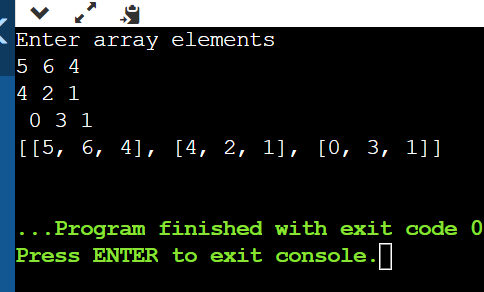 Enter array elements
5 6 4
4 2 1
0 3 1
[[5, 6, 4], [4, 2, 1], [0, 3, 1]]
...Program finished with exit code 0
Press ENTER to exit console.